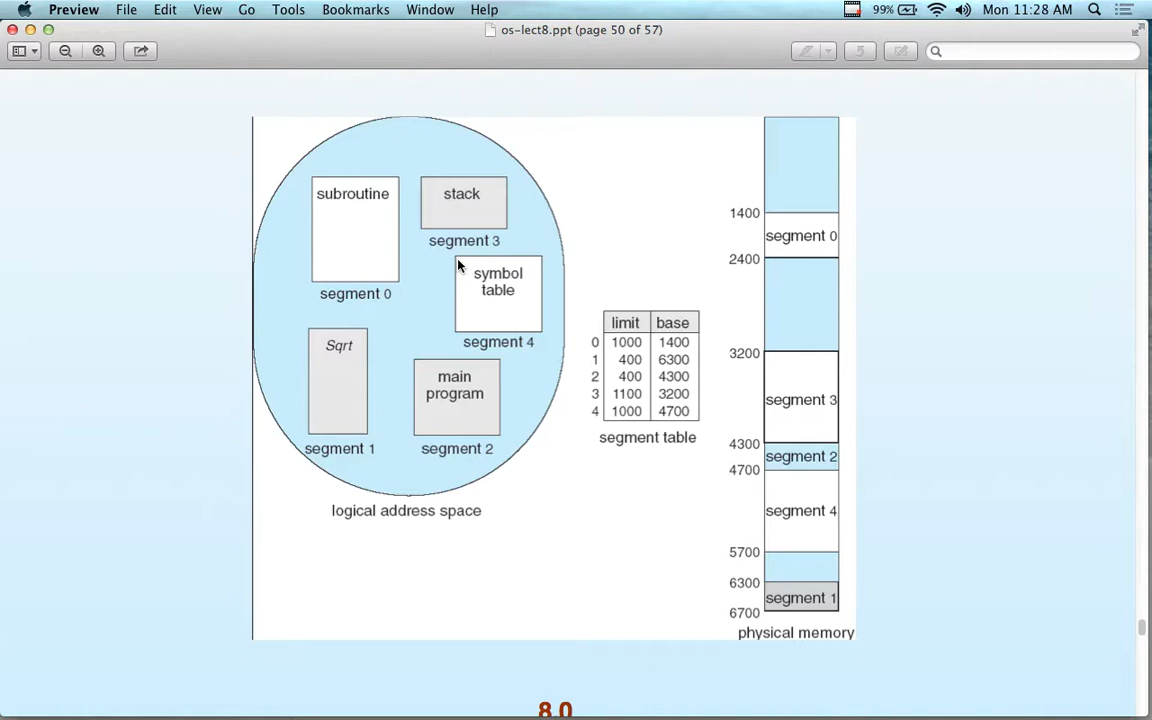 Preview File Edit View Go Tools Bookmarks Window Help 99% Mon 11:28 AM
os-lect8.ppt (page 50 of 57)
subroutine
segment 0
stack
segment 3
symbol
table
segment 4
Sqrt
segment 1
main
program
segment 2
logical address space
limit base
0 1000 1400
1 400 6300
2 400 4300
3 1100 3200
4 1000 4700
segment table
1400
segment 0
2400
3200
segment 3
4300
segment 2
4700
segment 4
5700
6300
segment 1
6700
physical memory